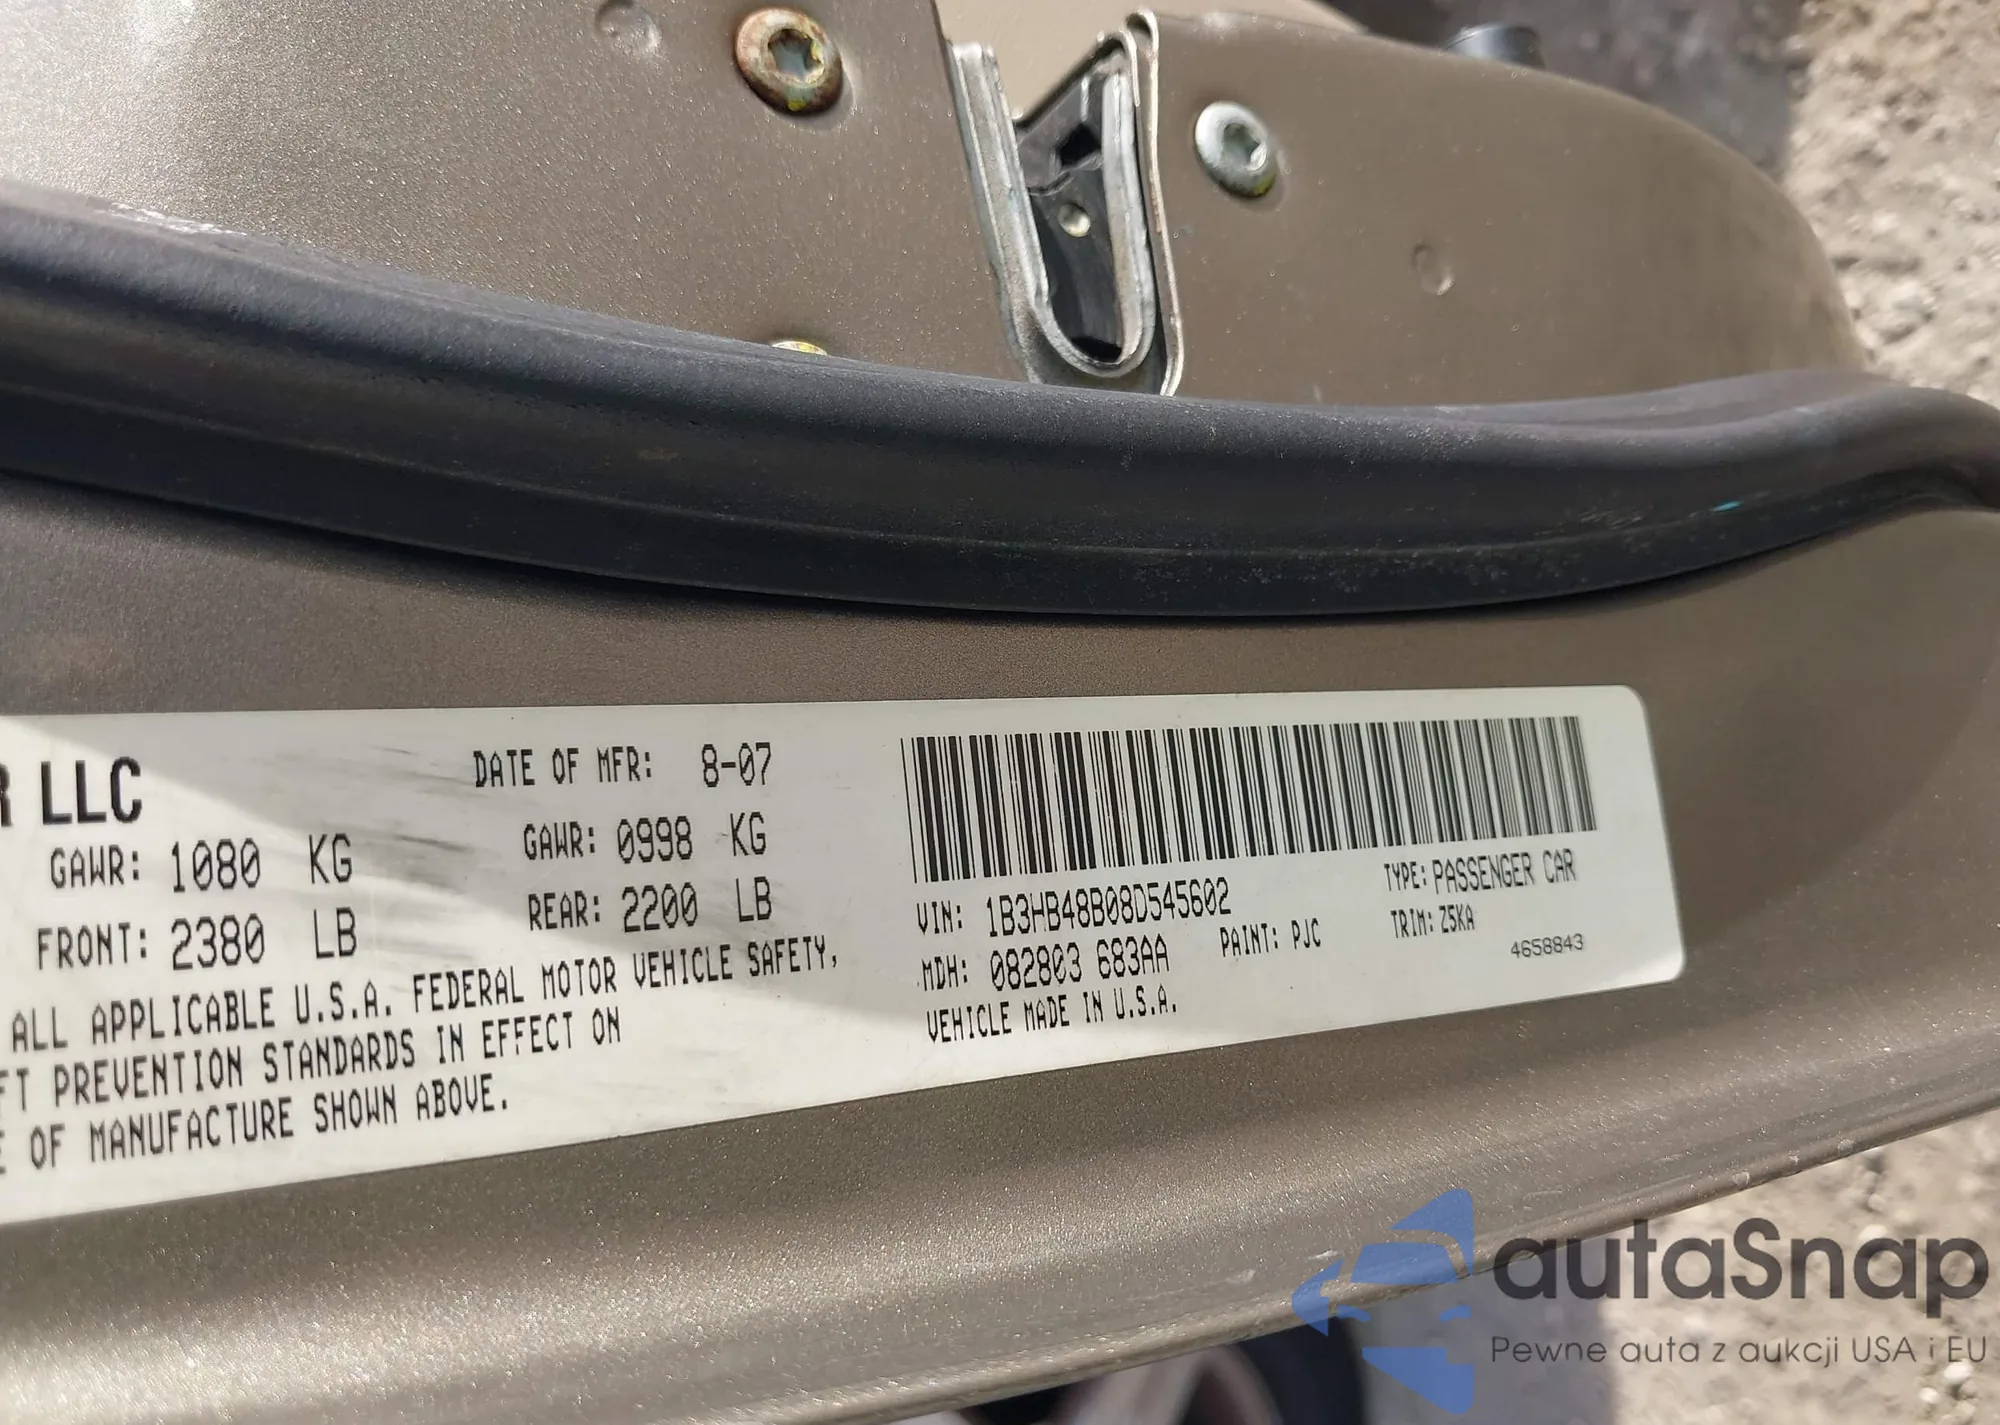 R LLC
DATE OF MFR: 8-07
GAWR: 1080 KG
GAWR: 0998 KG
FRONT: 2380 LB
REAR: 2200 LB
ALL APPLICABLE U.S.A. FEDERAL MOTOR VEHICLE SAFETY,
FT PREVENTION STANDARDS IN EFFECT ON
E OF MANUFACTURE SHOWN ABOVE.
VIN: 1B3HB48B08D545602
TYPE: PASSENGER CAR
MDH: 082803 683AA
PAINT: PJC
TRIM: Z5KA
VEHICLE MADE IN U.S.A.
4658843
autaSnap
Pewne auta z aukcji USA i EU